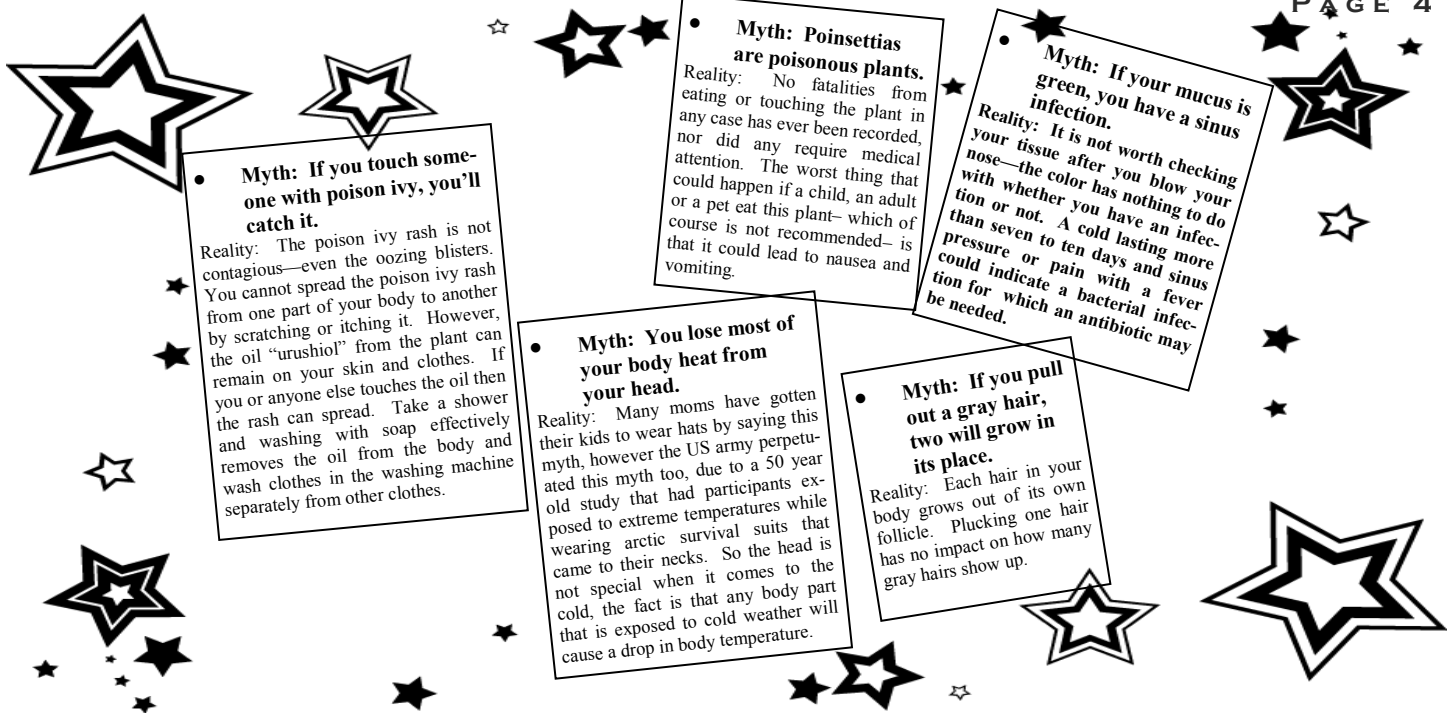 PAGE 4
• Myth: If you touch some-
one with poison ivy, you'll
catch it.
Reality: The poison ivy rash is not
contagious—even the oozing blisters.
You cannot spread the poison ivy rash
from one part of your body to another
by scratching or itching it. However,
the oil “urushiol” from the plant can
remain on your skin and clothes. If
you or anyone else touches the oil then
the rash can spread. Take a shower
and washing with soap effectively
removes the oil from the body and
wash clothes in the washing machine
separately from other clothes.
• Myth: You lose most of
your body heat from
your head.
Reality: Many moms have gotten
their kids to wear hats by saying this
myth, however the US army perpetu-
ated this myth too, due to a 50 year
old study that had participants ex-
posed to extreme temperatures while
wearing arctic survival suits that
came to their necks. So the head is
not special when it comes to the
cold, the fact is that any body part
that is exposed to cold weather will
cause a drop in body temperature.
• Myth: Poinsettias
are poisonous plants.
Reality: No fatalities from
eating or touching the plant in
any case has ever been recorded,
nor did any require medical
attention. The worst thing that
could happen if a child, an adult
or a pet eat this plant– which of
course is not recommended– is
that it could lead to nausea and
vomiting.
• Myth: If your mucus is
green, you have a sinus
infection.
Reality: It is not worth checking
your tissue after you blow your
nose—the color has nothing to do
with whether you have an infec-
tion or not. A cold lasting more
than seven to ten days and sinus
pressure or pain with a fever
could indicate a bacterial infec-
tion for which an antibiotic may
be needed.
• Myth: If you pull
out a gray hair,
two will grow in
its place.
Reality: Each hair in your
body grows out of its own
follicle. Plucking one hair
has no impact on how many
gray hairs show up.